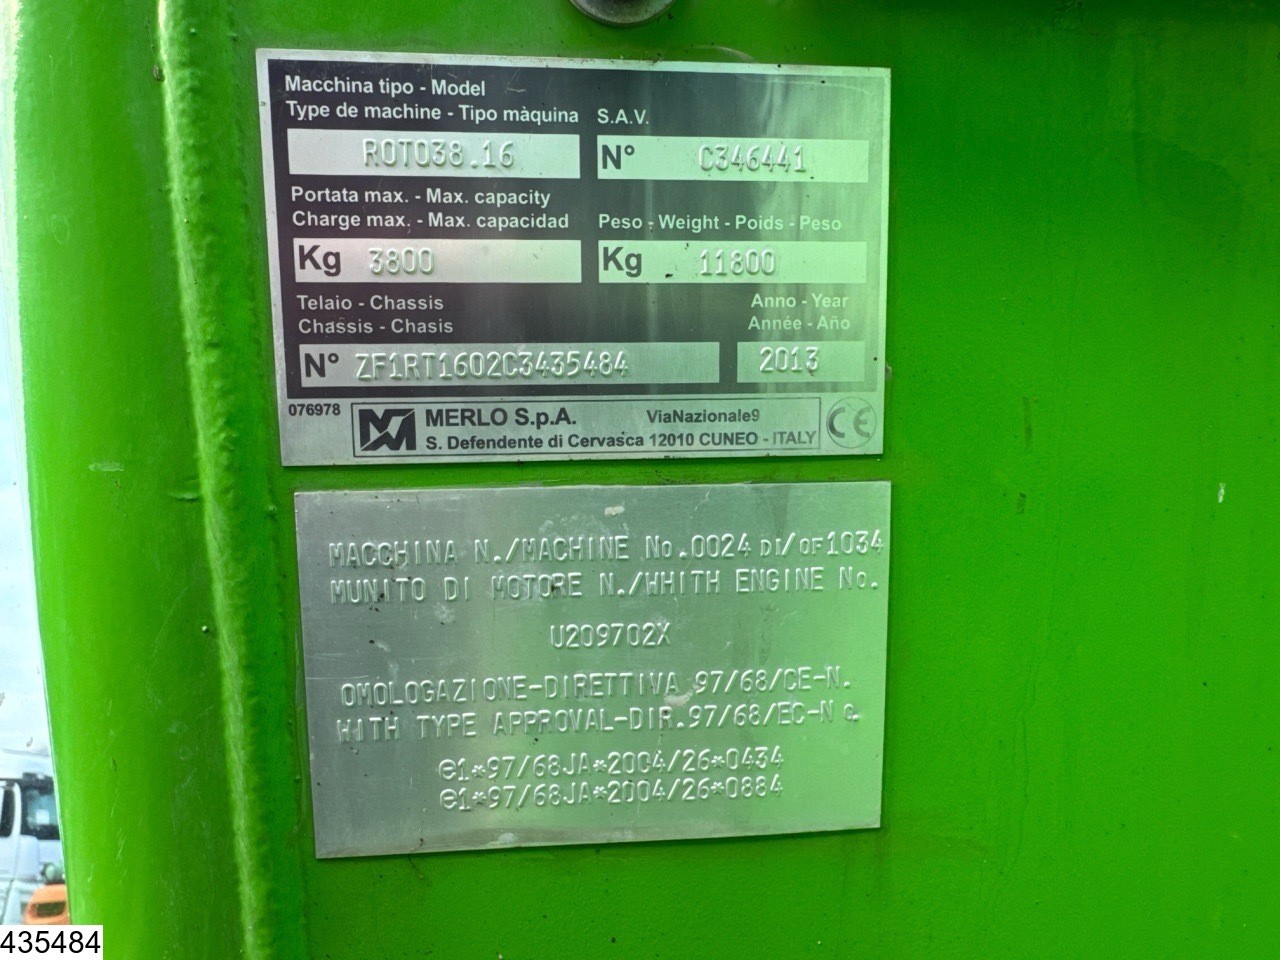 Macchina tipo - Model
Type de machine - Tipo màquina S.A.V.
ROTO38.16 N° C346441
Portata max. - Max. capacity
Charge max. - Max. capacidad Peso - Weight - Poids - Peso
Kg 3800 Kg 11800
Telaio - Chassis Anno - Year
Chassis - Chasis Année - Año
N° ZF1RT1602C3435484 2013
076978 MERLO S.p.A. ViaNazionale9
S. Defendente di Cervasca 12010 CUNEO - ITALY CE
MACCHINA N./MACHINE No.0024 DI/OF1034
MUNITO DI MOTORE N./WHITH ENGINE No.
U209702X
OMOLOGAZIONE-DIRETTIVA 97/68/CE-N.
WITH TYPE APPROVAL-DIR.97/68/EC-N o.
e1*97/68JA*2004/26*0434
e1*97/68JA*2004/26*0884
435484